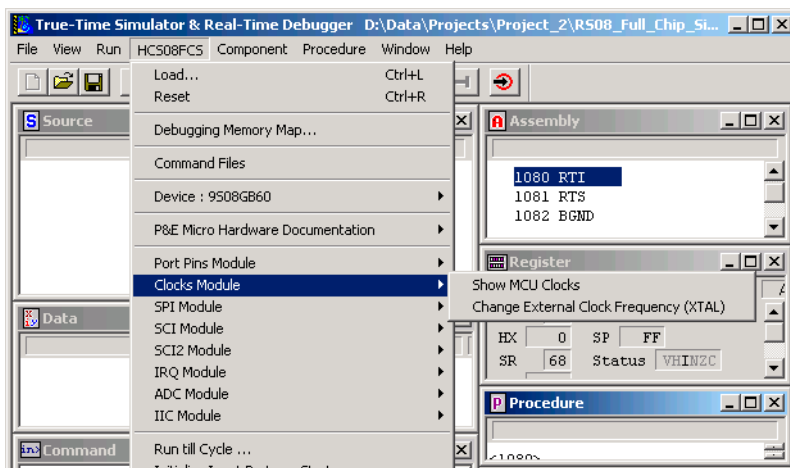 True-Time Simulator & Real-Time Debugger D:\Data\Projects\Project_2\RS08_Full_Chip_Si...
File View Run HCS08FCS Component Procedure Window Help
Load... Ctrl+L
Reset Ctrl+R
Debugging Memory Map...
Command Files
Device : 9S08GB60
P&E Micro Hardware Documentation
Port Pins Module
Clocks Module
SPI Module
SCI Module
SCI2 Module
IRQ Module
ADC Module
IIC Module
Run till Cycle ...
Show MCU Clocks
Change External Clock Frequency (XTAL)
Source
Data
Command
Assembly
1080 RTI
1081 RTS
1082 BGND
Register
HX 0 SP FF
SR 68 Status VHINZC
Procedure